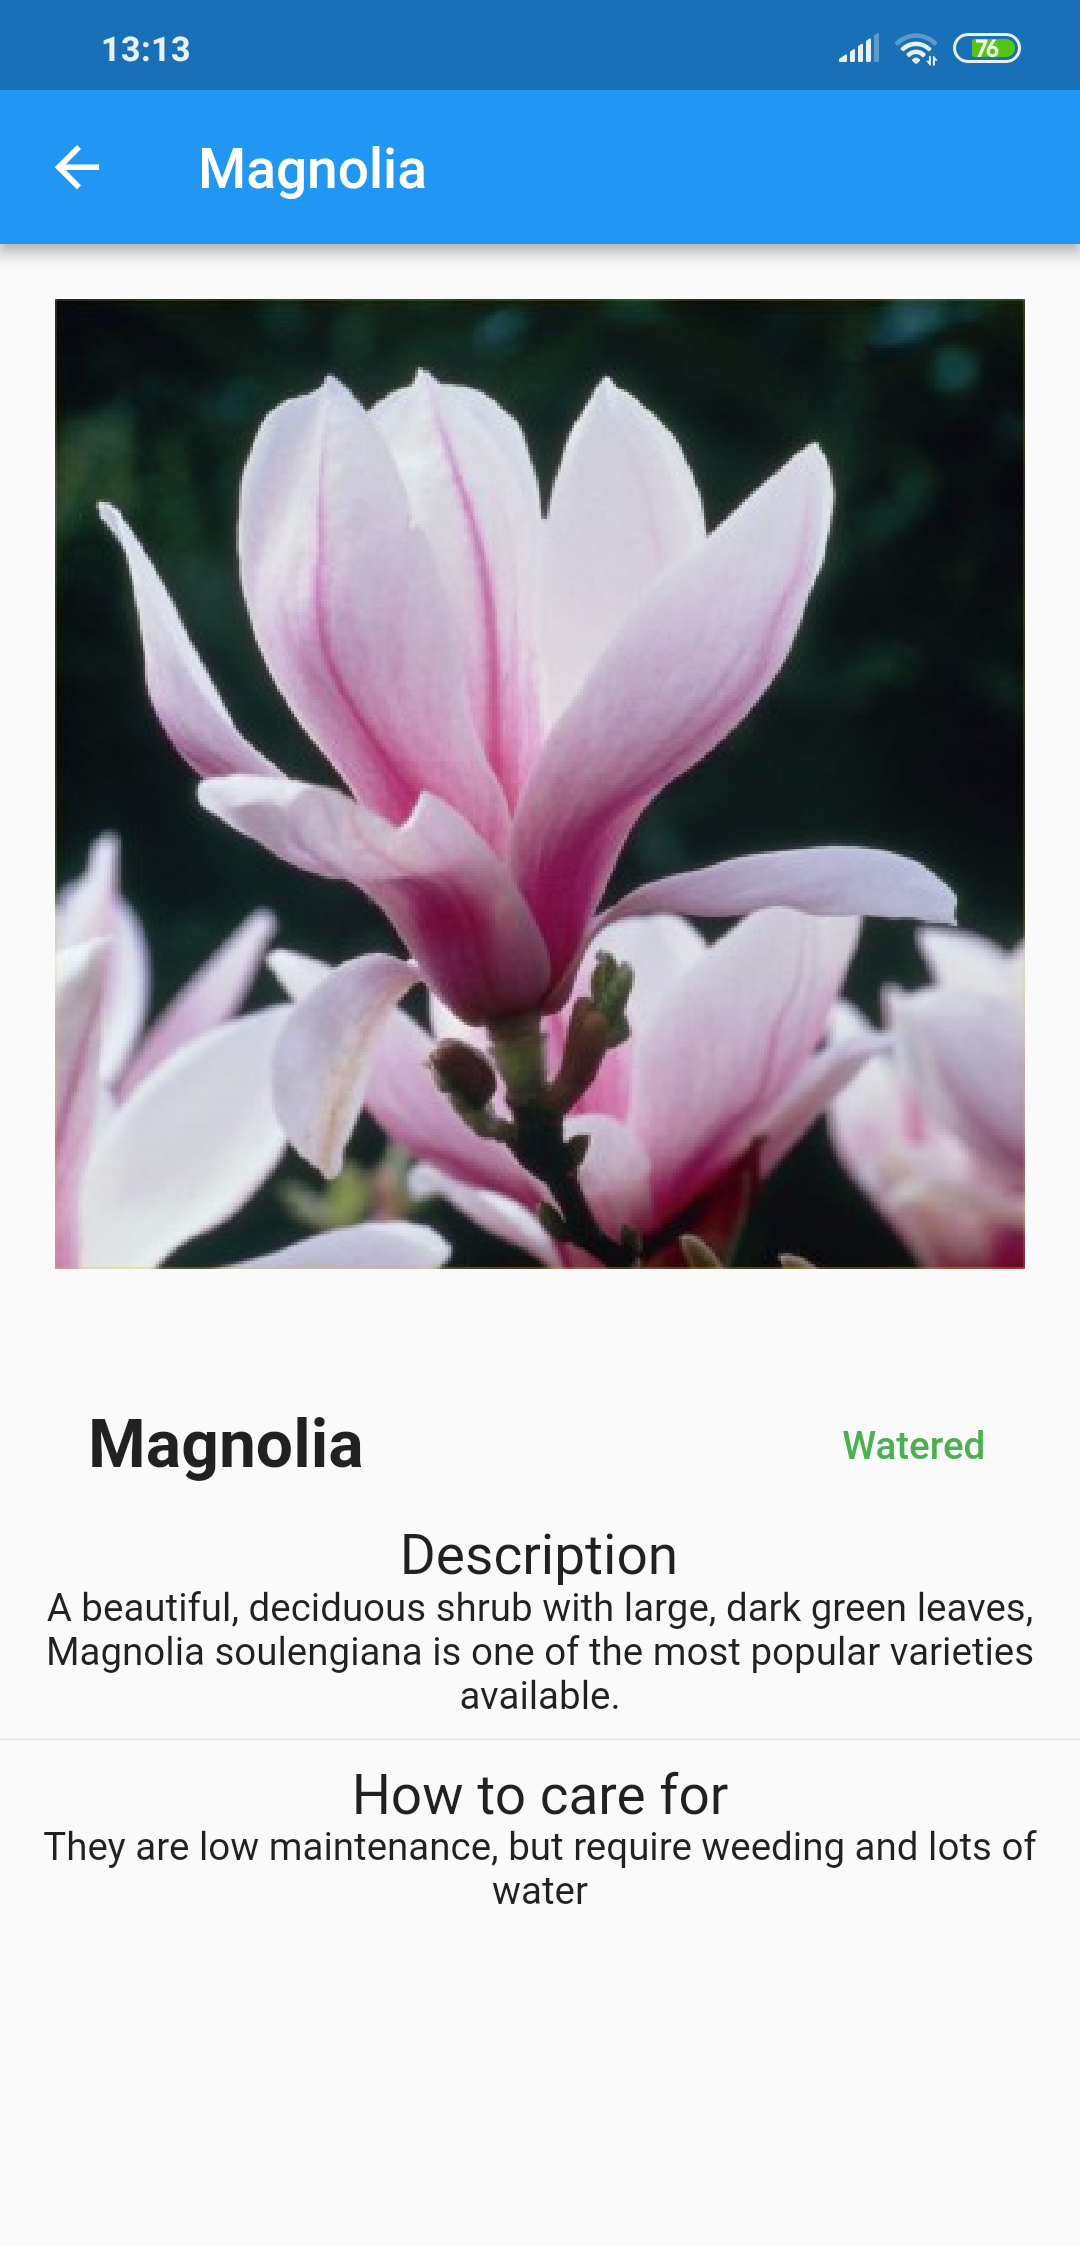 13:13
76
Magnolia
Magnolia
Watered
Description
A beautiful, deciduous shrub with large, dark green leaves,
Magnolia soulengiana is one of the most popular varieties
available.
How to care for
They are low maintenance, but require weeding and lots of
water